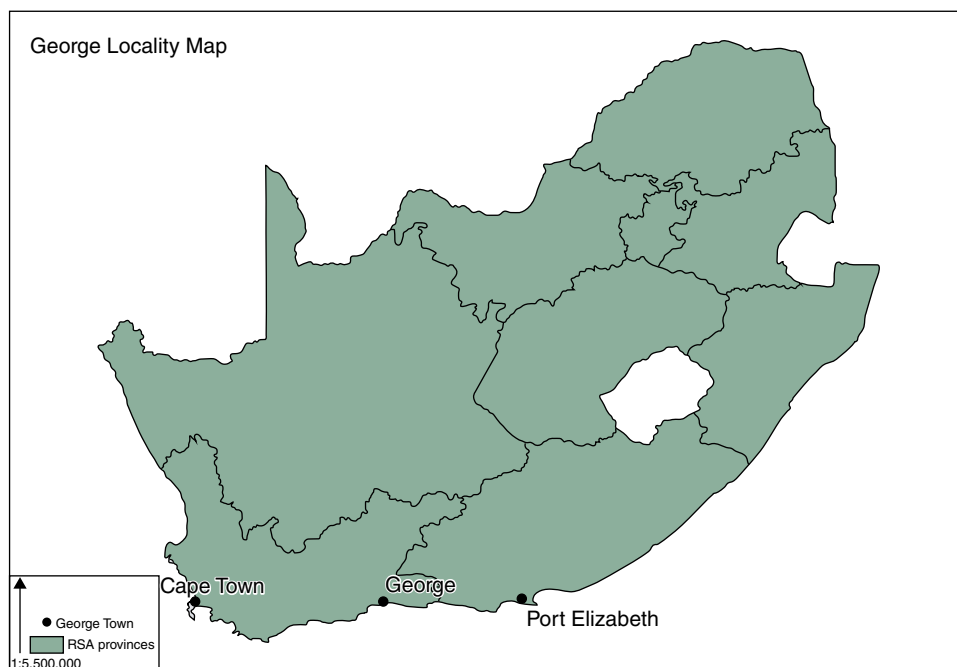 George Locality Map
Cape Town
George
Port Elizabeth
George Town
RSA provinces
1:5,500,000